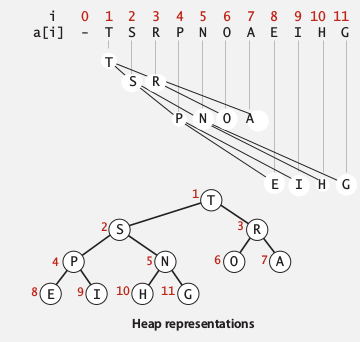 i 0 1 2 3 4 5 6 7 8 9 10 11
a[i] - T S R P N O A E I H G
T
S R
P N O A
E I H G
1 T
2 S 3 R
4 P 5 N 6 O 7 A
8 E 9 I 10 H 11 G
Heap representations